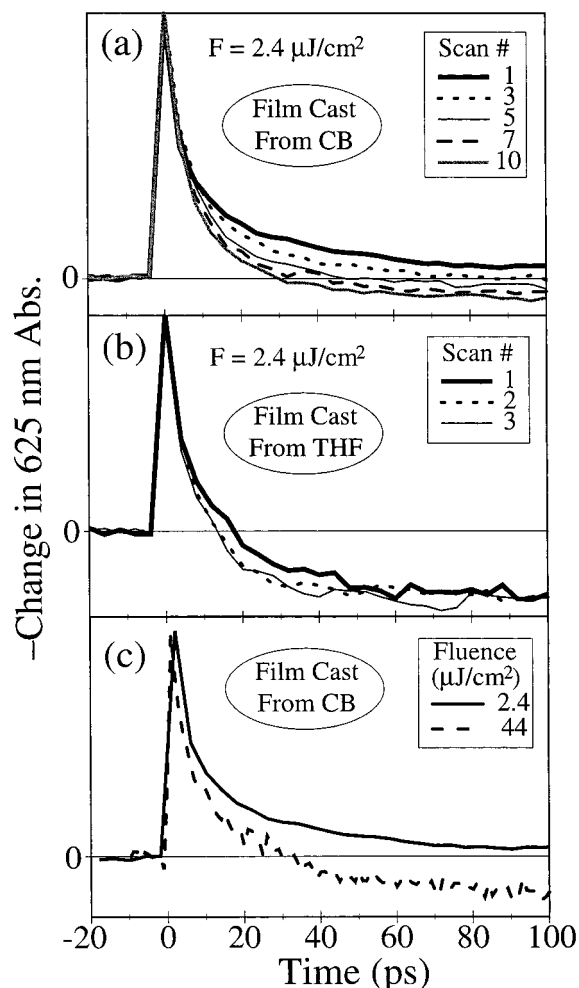 (a)
F = 2.4 μJ/cm²
Film Cast
From CB
Scan #
1
3
5
7
10
0
(b)
F = 2.4 μJ/cm²
Film Cast
From THF
Scan #
1
2
3
0
(c)
Film Cast
From CB
Fluence
(μJ/cm²)
2.4
44
0
–Change in 625 nm Abs.
-20 0 20 40 60 80 100
Time (ps)